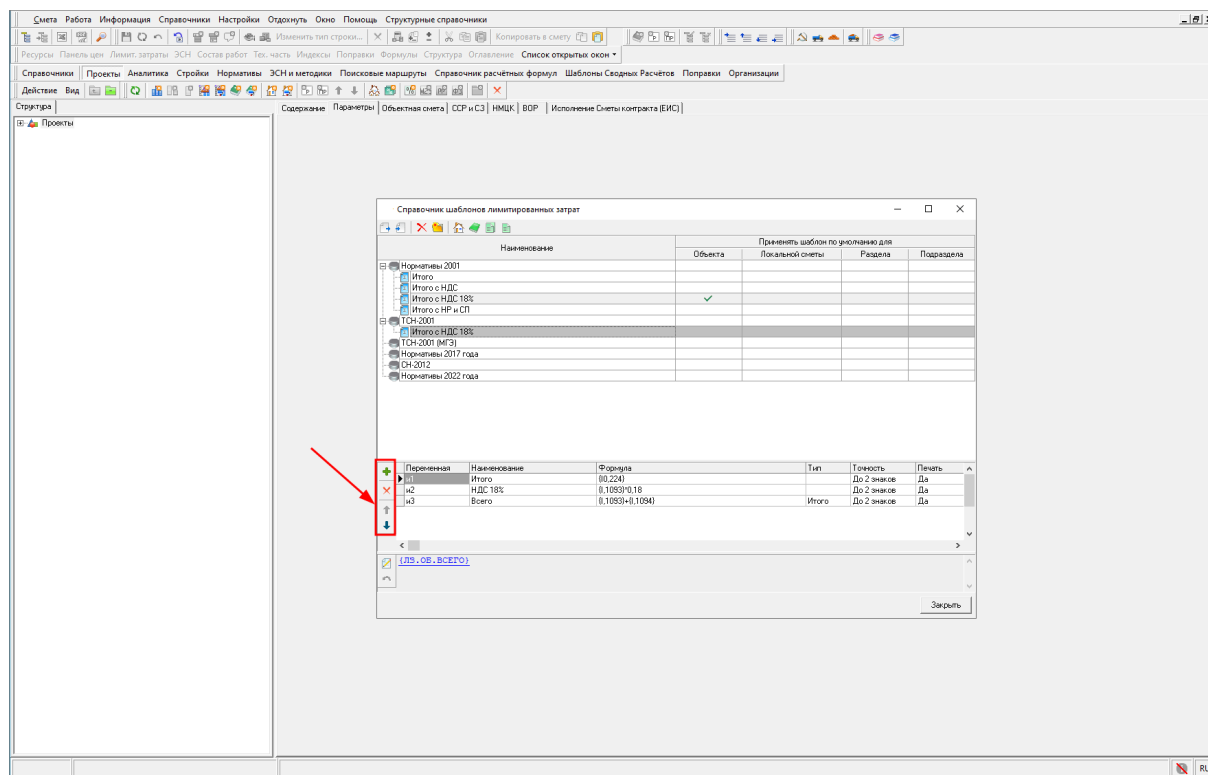 Смета Работа Информация Справочники Настройки Отдохнуть Окно Помощь Структурные справочники
Изменить тип строки... Копировать в смету
Ресурсы Панель цен Лимит. затраты ЭСН Состав работ Тех. часть Индексы Поправки Формулы Структура Оглавление Список открытых окон
Справочники Проекты Аналитика Стройки Нормативы ЭСН и методики Поисковые маршруты Справочник расчётных формул Шаблоны Сводных Расчётов Поправки Организации
Действие Вид
Структура Содержание Параметры Объектная смета ССР и СЗ НМЦК ВОР Исполнение Сметы контракта (ЕИС)
Проекты
Справочник шаблонов лимитированных затрат
Наименование Применять шаблон по умолчанию для
Объекта Локальной сметы Раздела Подраздела
Нормативы 2001
Итого
Итого с НДС
Итого с НДС 18%
Итого с НР и СП
ТСН-2001
Итого с НДС 18%
ТСН-2001 (МГЭ)
Нормативы 2017 года
СН-2012
Нормативы 2022 года
Переменная Наименование Формула Тип Точность Печать
и1 Итого (I0,224) До 2 знаков Да
и2 НДС 18% (I,1093)*0,18 До 2 знаков Да
и3 Всего (I,1093)+(I,1094) Итого До 2 знаков Да
{ЛЗ.ОБ.ВСЕГО}
Закрыть
RU